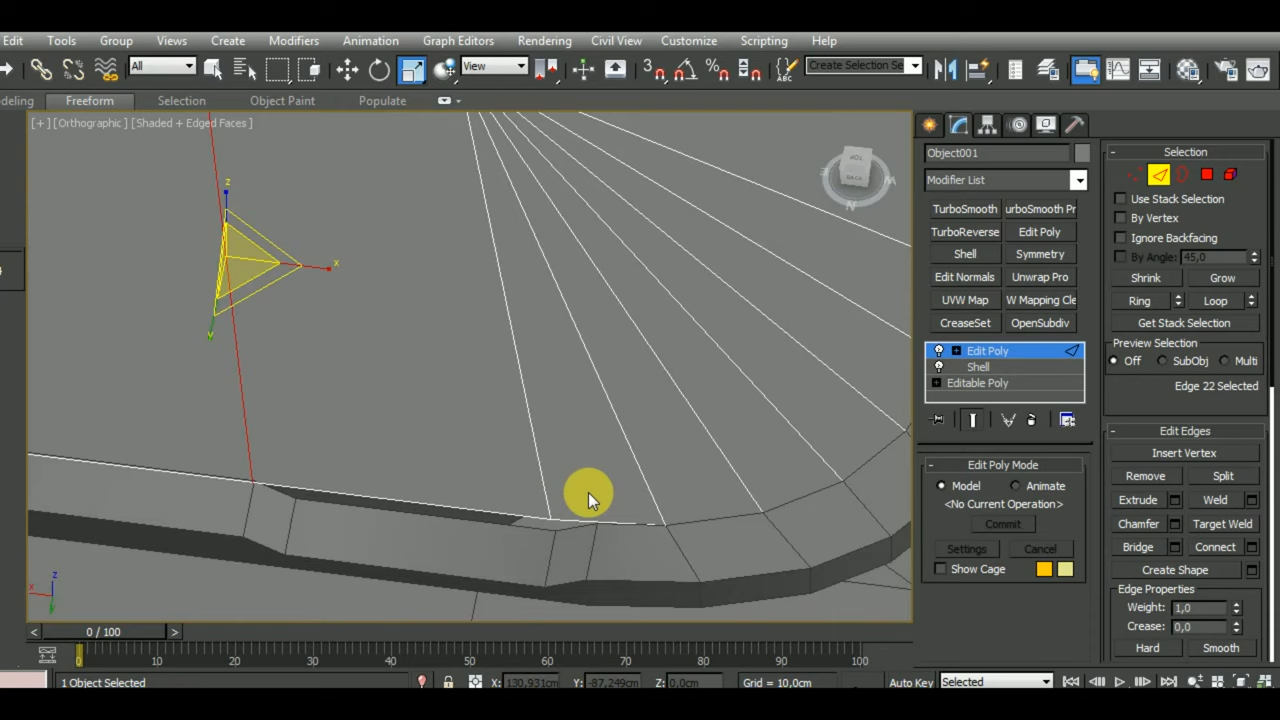 Edit Tools Group Views Create Modifiers Animation Graph Editors Rendering Civil View Customize Scripting Help
All View 3 Create Selection Se
deling Freeform Selection Object Paint Populate
[+] [Orthographic] [Shaded + Edged Faces]
Object001
Modifier List
TurboSmooth urboSmooth Pr
TurboReverse Edit Poly
Shell Symmetry
Edit Normals Unwrap Pro
UVW Map W Mapping Cle
CreaseSet OpenSubdiv
Edit Poly
Shell
Editable Poly
- Edit Poly Mode
Model Animate
<No Current Operation>
Commit
Settings Cancel
Show Cage
- Selection
Use Stack Selection
By Vertex
Ignore Backfacing
By Angle: 45,0
Shrink Grow
Ring Loop
Get Stack Selection
Preview Selection
Off SubObj Multi
Edge 22 Selected
- Edit Edges
Insert Vertex
Remove Split
Extrude Weld
Chamfer Target Weld
Bridge Connect
Create Shape
Edge Properties
Weight: 1,0
Crease: 0,0
Hard Smooth
z
x
y
z
x
< 0 / 100 >
0 10 20 30 40 50 60 70 80 90 100
1 Object Selected X: 130,931cm Y: -87,249cm Z: 0,0cm Grid = 10,0cm Auto Key Selected